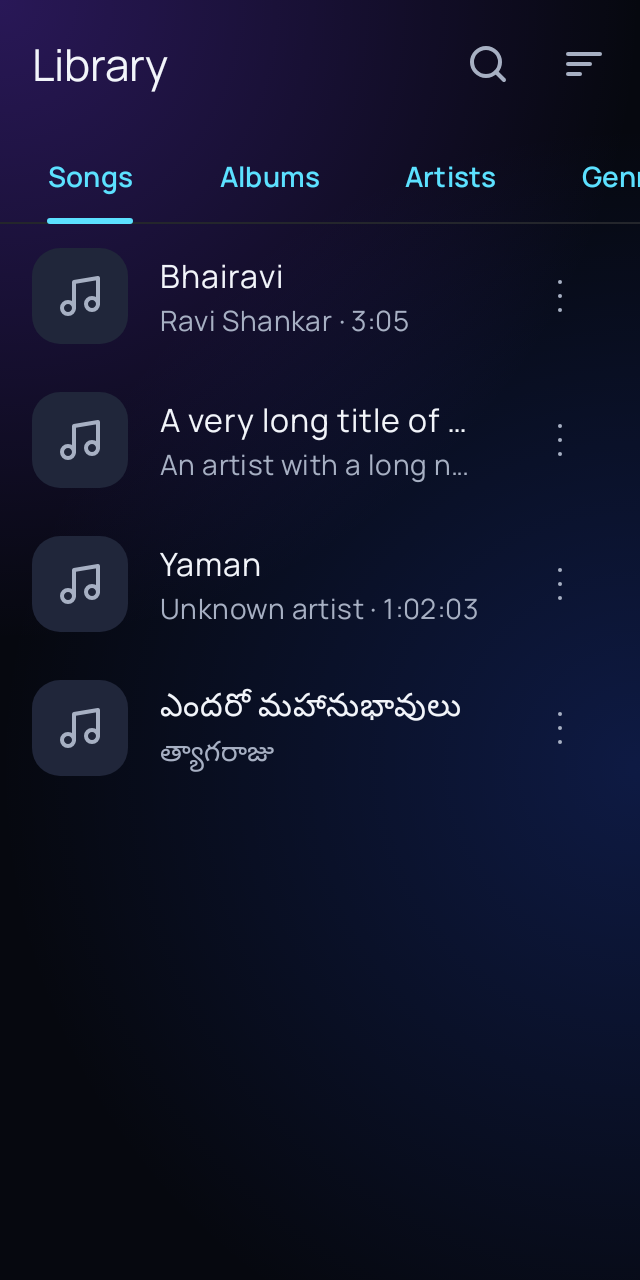 Library
Songs Albums Artists
Bhairavi
Ravi Shankar · 3:05
A very long title of ...
An artist with a long n...
Yaman
Unknown artist · 1:02:03
ఎందరో మహానుభావులు
త్యాగరాజు